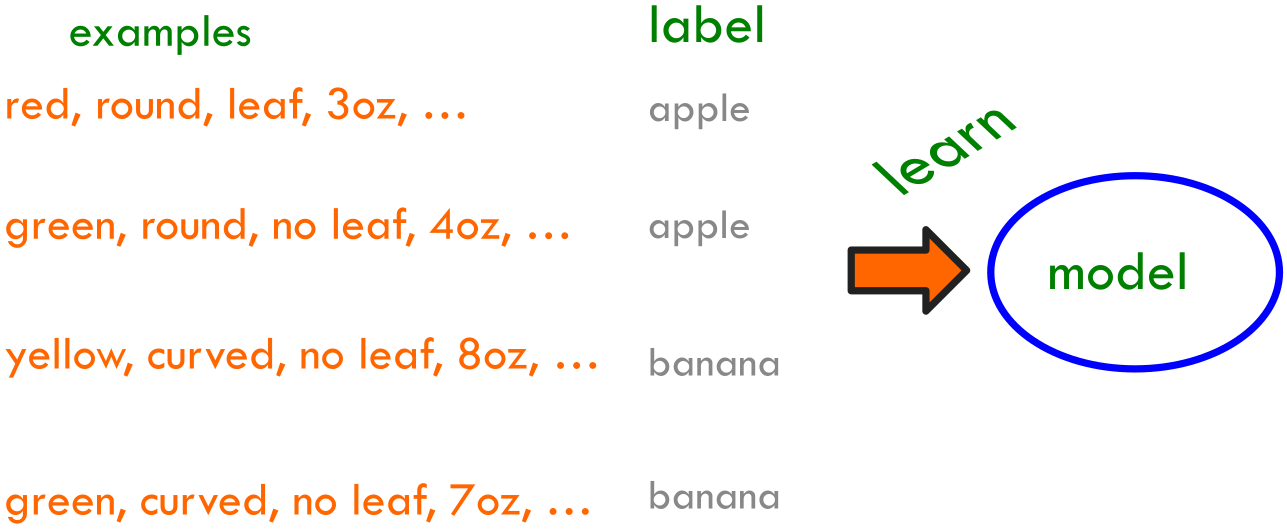 examples label
red, round, leaf, 3oz, … apple
learn
green, round, no leaf, 4oz, … apple
model
yellow, curved, no leaf, 8oz, … banana
green, curved, no leaf, 7oz, … banana